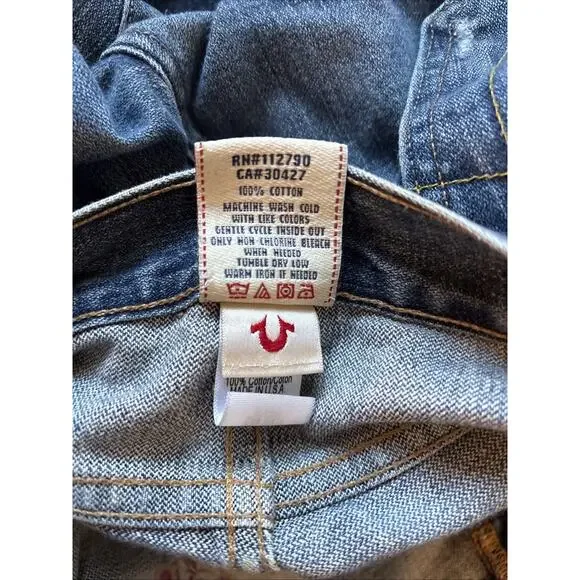 RN#112790
CA#30427
100% COTTON
MACHINE WASH COLD
WITH LIKE COLORS
GENTLE CYCLE INSIDE OUT
ONLY NON CHLORINE BLEACH
WHEN NEEDED
TUMBLE DRY LOW
WARM IRON IF NEEDED
100% Cotton/Coton
MADE IN U.S.A.